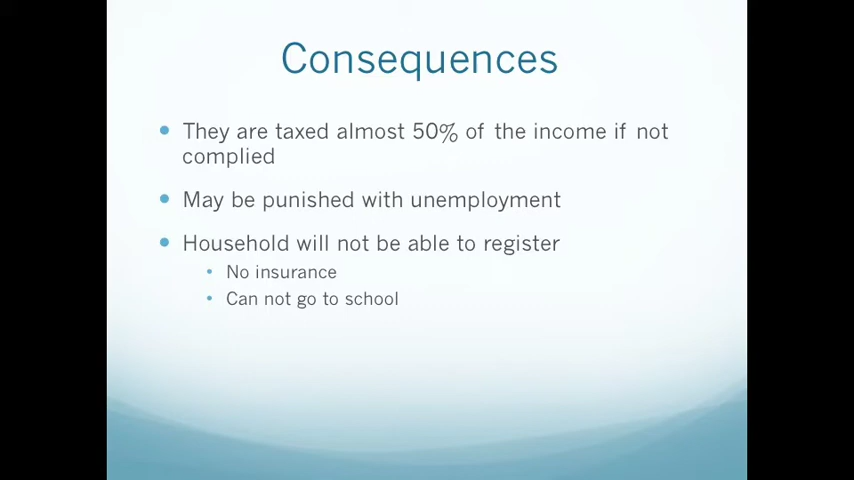 Consequences
They are taxed almost 50% of the income if not
complied
May be punished with unemployment
Household will not be able to register
No insurance
Can not go to school